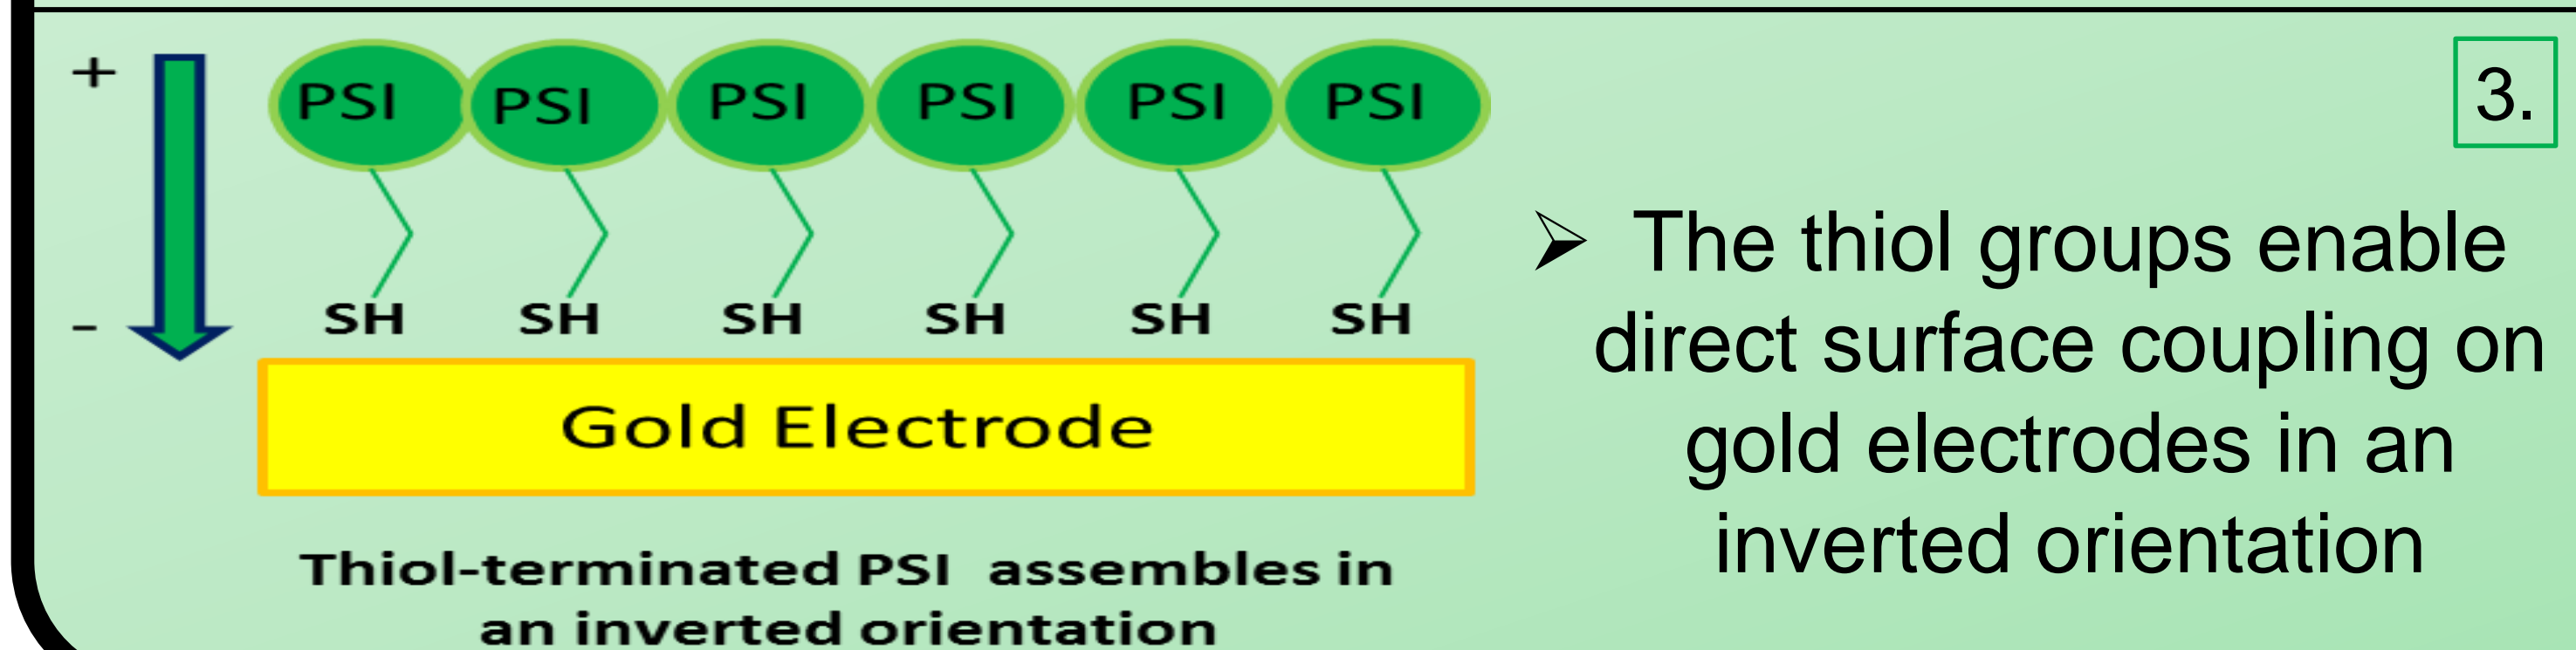 +
-
PSI PSI PSI PSI PSI PSI
SH SH SH SH SH SH
Gold Electrode
Thiol-terminated PSI assembles in
an inverted orientation
3.
➢ The thiol groups enable
direct surface coupling on
gold electrodes in an
inverted orientation